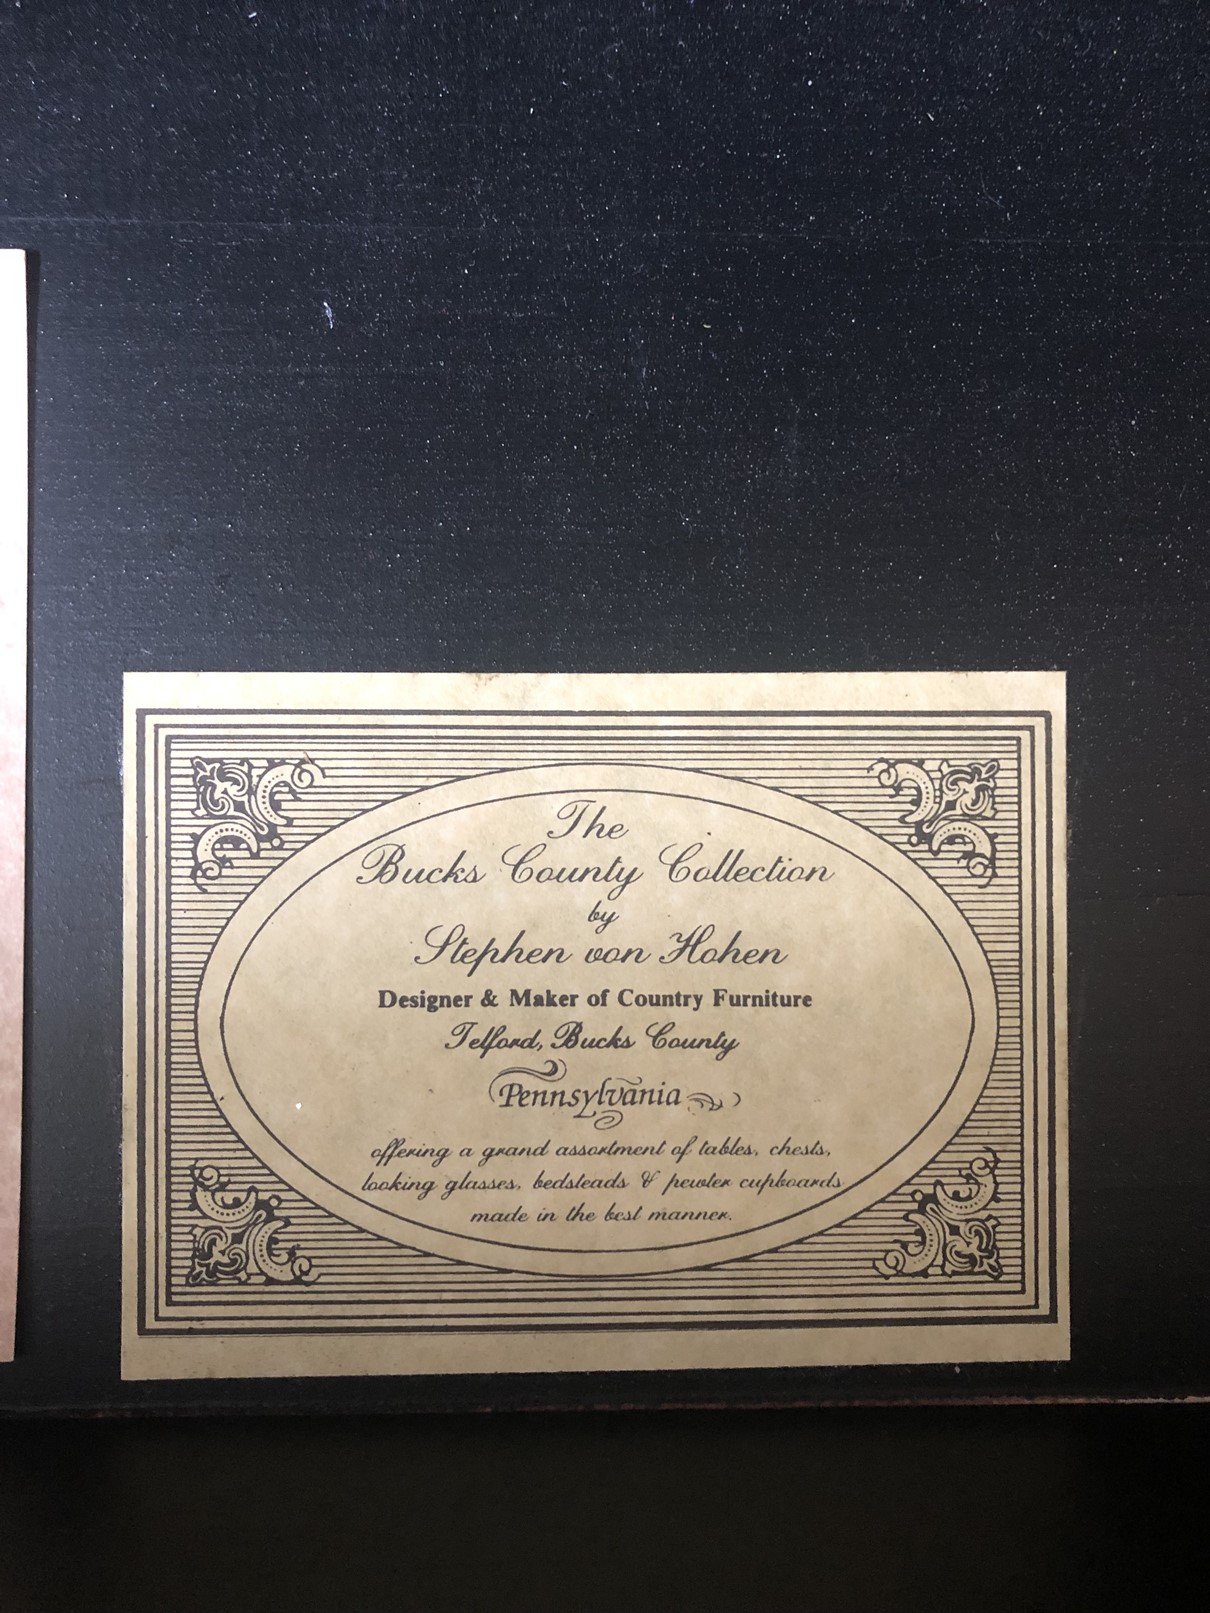 The
Bucks County Collection
by
Stephen von Hohen
Designer & Maker of Country Furniture
Telford, Bucks County
Pennsylvania
offering a grand assortment of tables, chests,
looking glasses, bedsteads & pewter cupboards
made in the best manner.